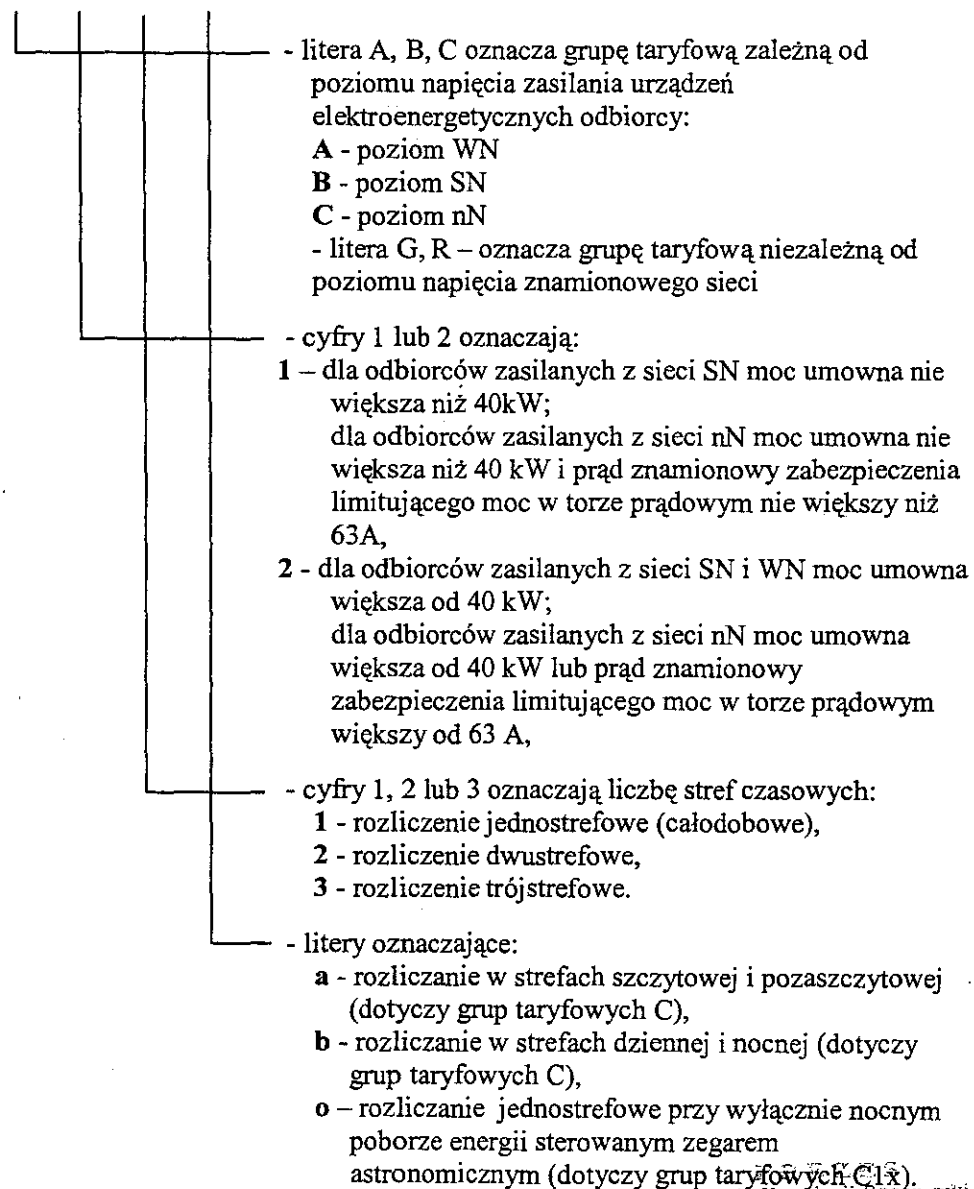 - litera A, B, C oznacza grupę taryfową zależną od
poziomu napięcia zasilania urządzeń
elektroenergetycznych odbiorcy:
A - poziom WN
B - poziom SN
C - poziom nN
- litera G, R – oznacza grupę taryfową niezależną od
poziomu napięcia znamionowego sieci
- cyfry 1 lub 2 oznaczają:
1 – dla odbiorców zasilanych z sieci SN moc umowna nie
większa niż 40kW;
dla odbiorców zasilanych z sieci nN moc umowna nie
większa niż 40 kW i prąd znamionowy zabezpieczenia
limitującego moc w torze prądowym nie większy niż
63A,
2 - dla odbiorców zasilanych z sieci SN i WN moc umowna
większa od 40 kW;
dla odbiorców zasilanych z sieci nN moc umowna
większa od 40 kW lub prąd znamionowy
zabezpieczenia limitującego moc w torze prądowym
większy od 63 A,
- cyfry 1, 2 lub 3 oznaczają liczbę stref czasowych:
1 - rozliczenie jednostrefowe (całodobowe),
2 - rozliczenie dwustrefowe,
3 - rozliczenie trójstrefowe.
- litery oznaczające:
a - rozliczanie w strefach szczytowej i pozaszczytowej
(dotyczy grup taryfowych C),
b - rozliczanie w strefach dziennej i nocnej (dotyczy
grup taryfowych C),
o – rozliczanie jednostrefowe przy wyłącznie nocnym
poborze energii sterowanym zegarem
astronomicznym (dotyczy grup taryfowych C1x).